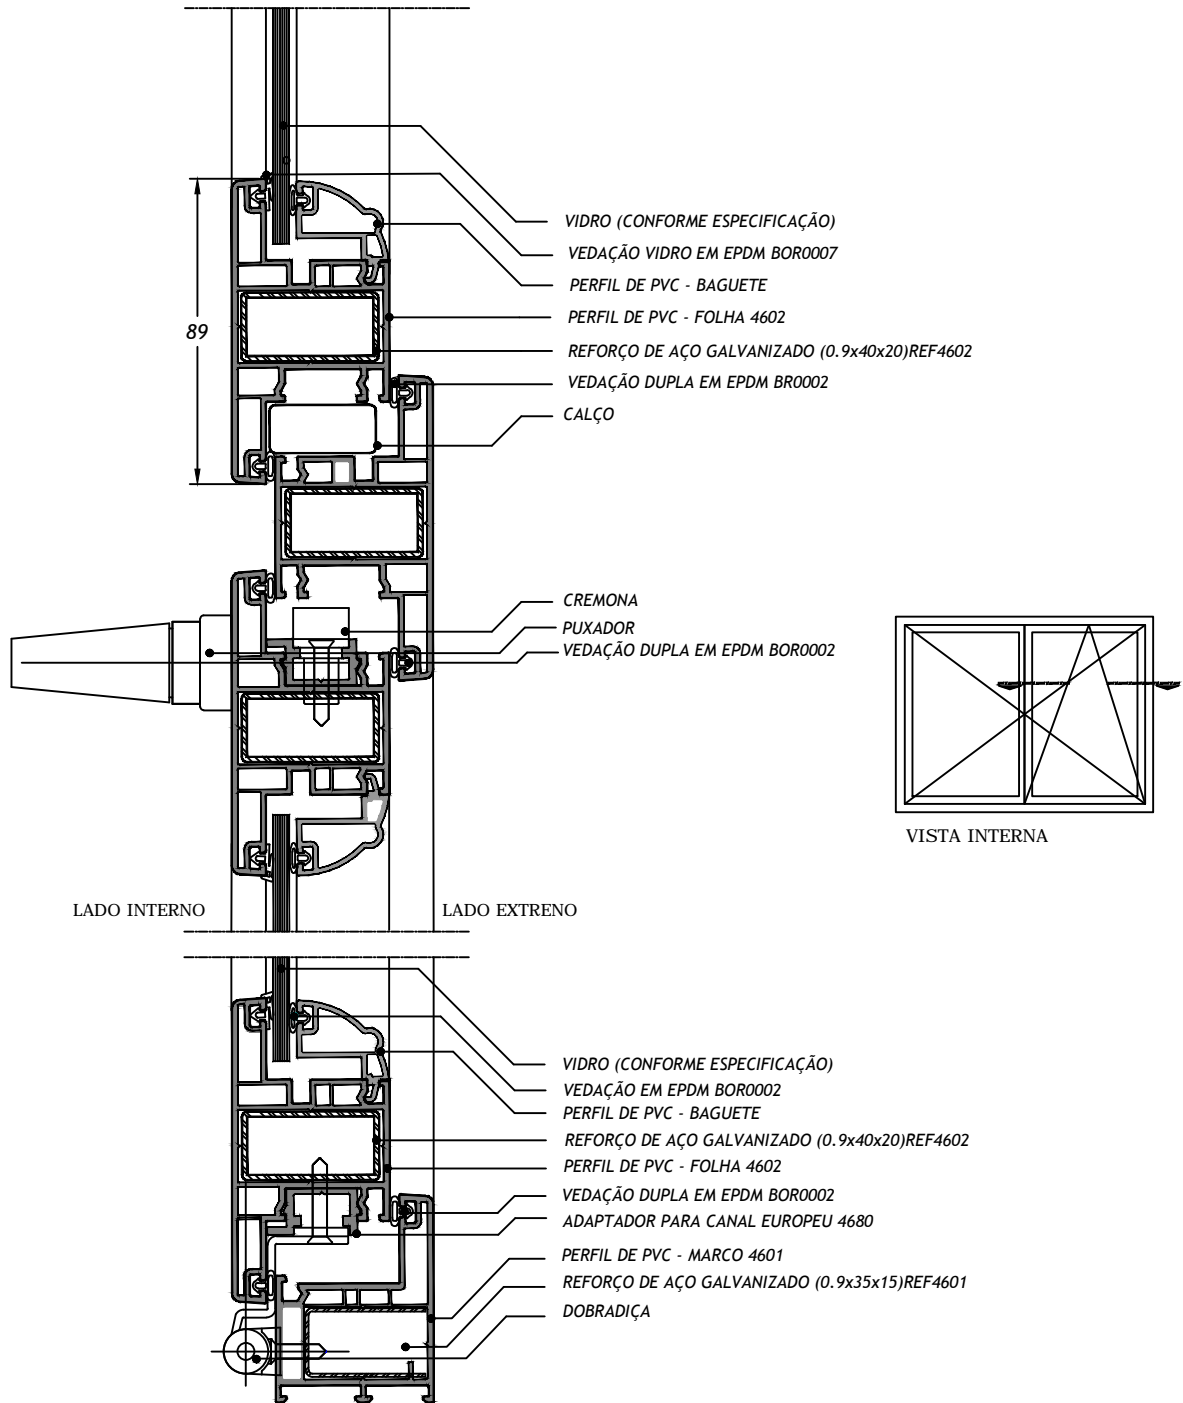 VIDRO (CONFORME ESPECIFICAÇÃO)
VEDAÇÃO VIDRO EM EPDM BOR0007
PERFIL DE PVC - BAGUETE
PERFIL DE PVC - FOLHA 4602
89
REFORÇO DE AÇO GALVANIZADO (0.9x40x20)REF4602
VEDAÇÃO DUPLA EM EPDM BR0002
CALÇO
CREMONA
PUXADOR
VEDAÇÃO DUPLA EM EPDM BOR0002
VISTA INTERNA
LADO INTERNO
LADO EXTRENO
VIDRO (CONFORME ESPECIFICAÇÃO)
VEDAÇÃO EM EPDM BOR0002
PERFIL DE PVC - BAGUETE
REFORÇO DE AÇO GALVANIZADO (0.9x40x20)REF4602
PERFIL DE PVC - FOLHA 4602
VEDAÇÃO DUPLA EM EPDM BOR0002
ADAPTADOR PARA CANAL EUROPEU 4680
PERFIL DE PVC - MARCO 4601
REFORÇO DE AÇO GALVANIZADO (0.9x35x15)REF4601
DOBRADIÇA